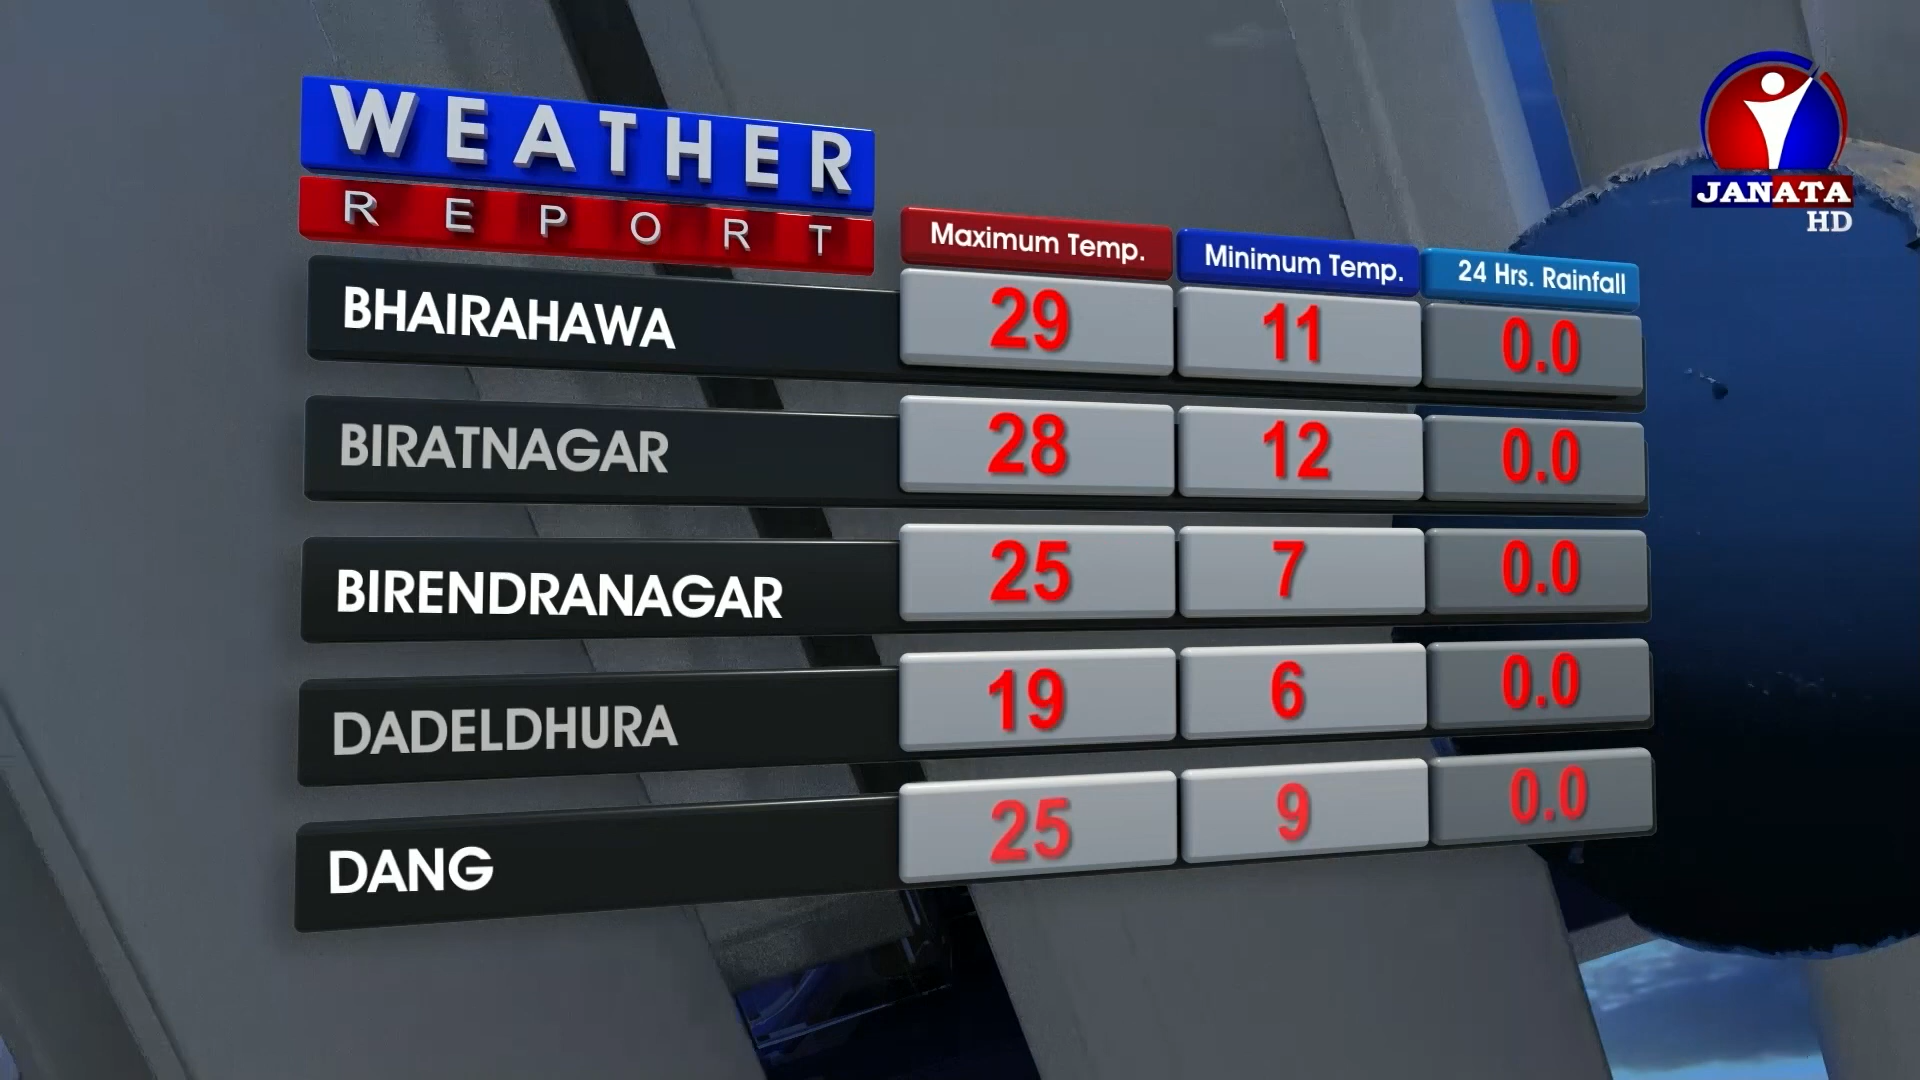 WEATHER
REPORT
JANATA
HD
Maximum Temp. Minimum Temp. 24 Hrs. Rainfall
BHAIRAHAWA 29 11 0.0
BIRATNAGAR 28 12 0.0
BIRENDRANAGAR 25 7 0.0
DADELDHURA 19 6 0.0
DANG 25 9 0.0